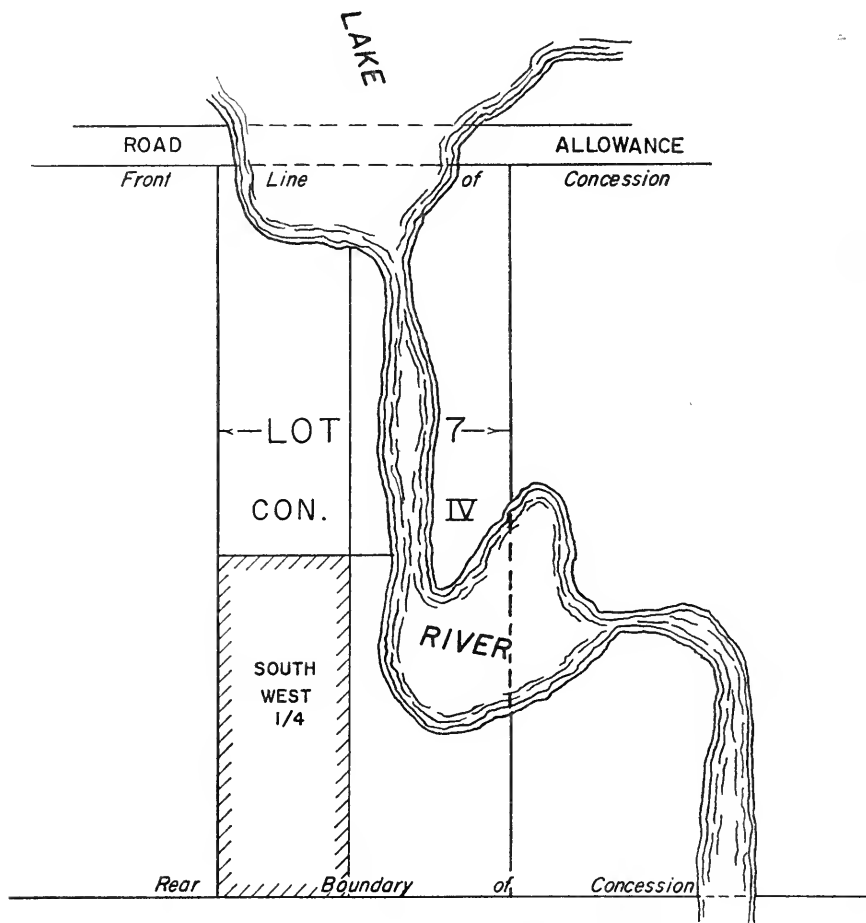 LAKE
ROAD ALLOWANCE
Front Line of Concession
LOT 7
CON. IV
RIVER
SOUTH
WEST
1/4
Rear Boundary of Concession